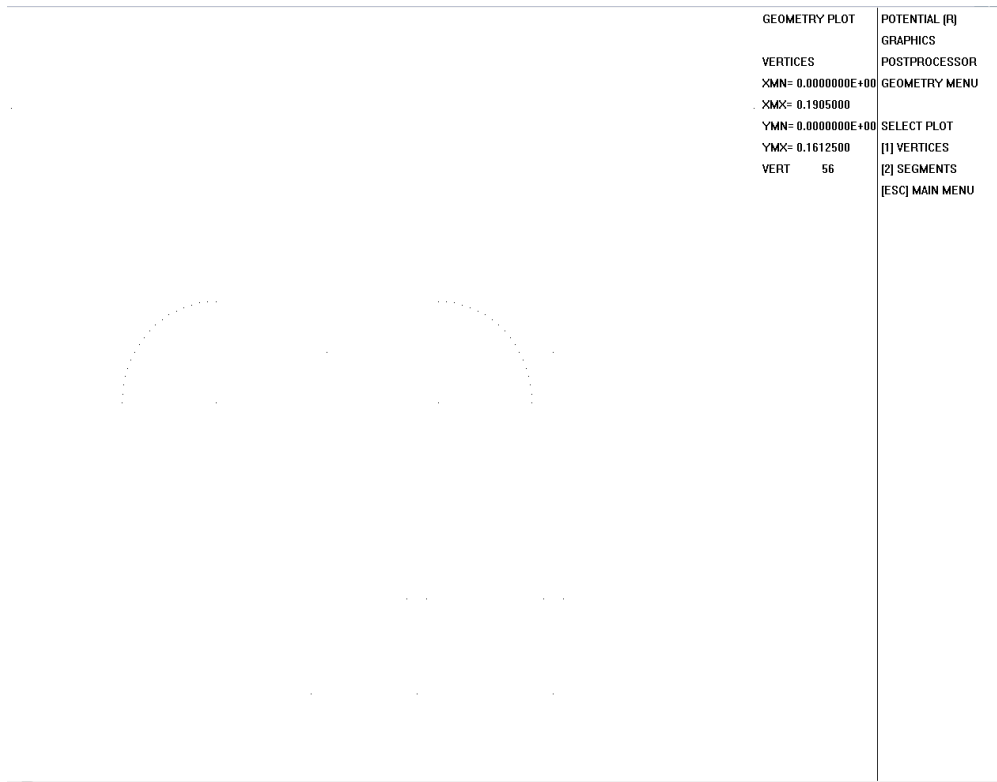 GEOMETRY PLOT
VERTICES
XMN= 0.0000000E+00
XMX= 0.1905000
YMN= 0.0000000E+00
YMX= 0.1612500
VERT 56
POTENTIAL (R)
GRAPHICS
POSTPROCESSOR
GEOMETRY MENU
SELECT PLOT
[1] VERTICES
[2] SEGMENTS
[ESC] MAIN MENU